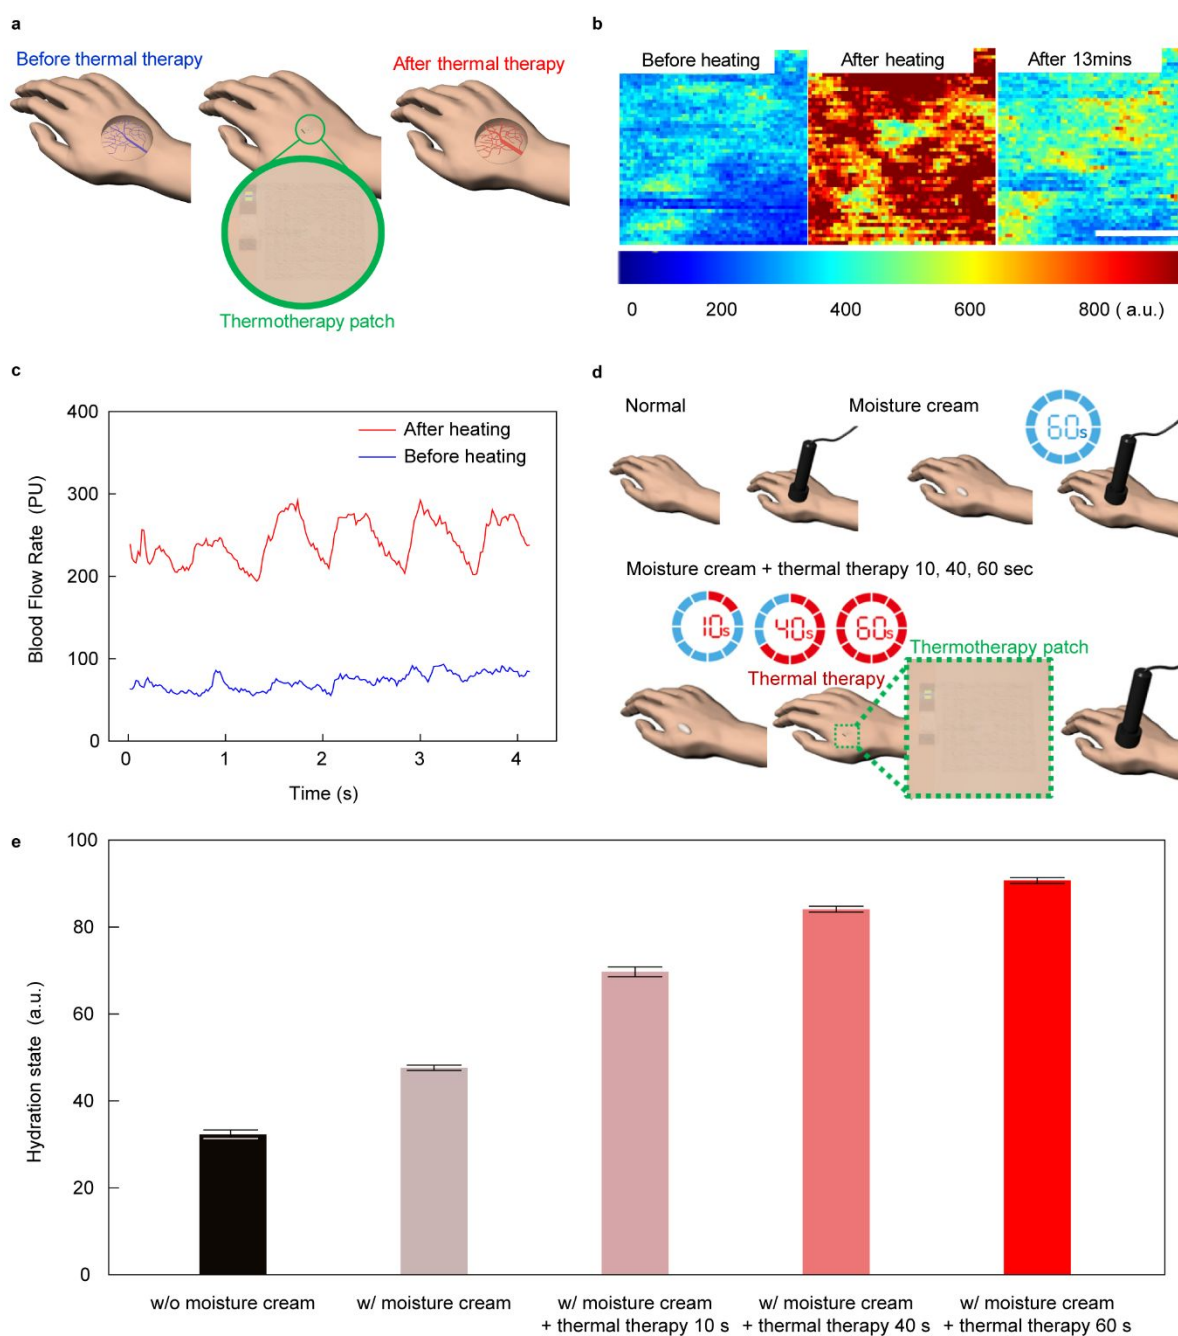 a
Before thermal therapy
After thermal therapy
Thermotherapy patch
b
Before heating
After heating
After 13mins
0 200 400 600 800 ( a.u.)
c
400
300
200
100
0
Blood Flow Rate (PU)
After heating
Before heating
0 1 2 3 4
Time (s)
d
Normal
Moisture cream
60s
Moisture cream + thermal therapy 10, 40, 60 sec
10s
40s
60s
Thermal therapy
Thermotherapy patch
e
100
80
60
40
20
0
Hydration state (a.u.)
w/o moisture cream
w/ moisture cream
w/ moisture cream
+ thermal therapy 10 s
w/ moisture cream
+ thermal therapy 40 s
w/ moisture cream
+ thermal therapy 60 s